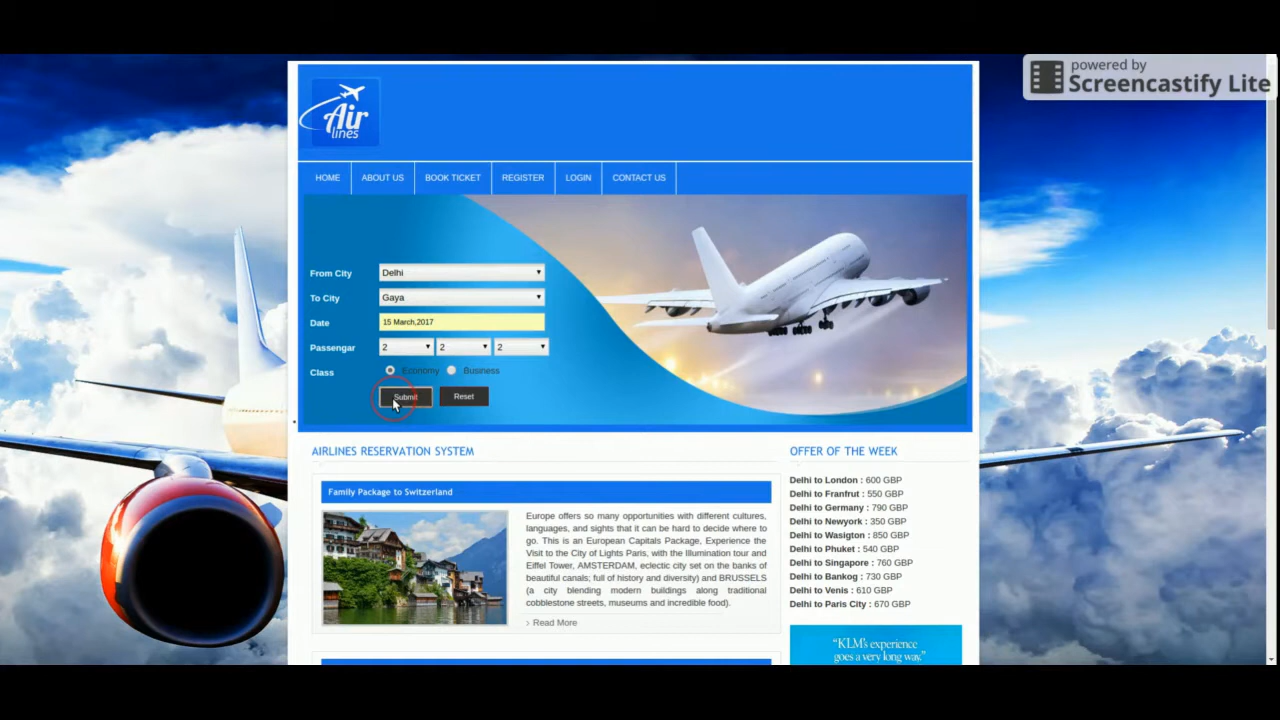 powered by
Screencastify Lite
Air
lines
HOME
ABOUT US
BOOK TICKET
REGISTER
LOGIN
CONTACT US
From City
Delhi
To City
Gaya
Date
15 March,2017
Passengar
2
2
2
Class
Economy
Business
Submit
Reset
AIRLINES RESERVATION SYSTEM
Family Package to Switzerland
Europe offers so many opportunities with different cultures,
languages, and sights that it can be hard to decide where to
go. This is an European Capitals Package, Experience the
Visit to the City of Lights Paris, with the Illumination tour and
Eiffel Tower, AMSTERDAM, eclectic city set on the banks of
beautiful canals; full of history and diversity) and BRUSSELS
(a city blending modern buildings along traditional
cobblestone streets, museums and incredible food).
> Read More
OFFER OF THE WEEK
Delhi to London : 600 GBP
Delhi to Franfrut : 550 GBP
Delhi to Germany : 790 GBP
Delhi to Newyork : 350 GBP
Delhi to Wasigton : 850 GBP
Delhi to Phuket : 540 GBP
Delhi to Singapore : 760 GBP
Delhi to Bankog : 730 GBP
Delhi to Venis : 610 GBP
Delhi to Paris City : 670 GBP
“KLM's experience
goes a very long way.”